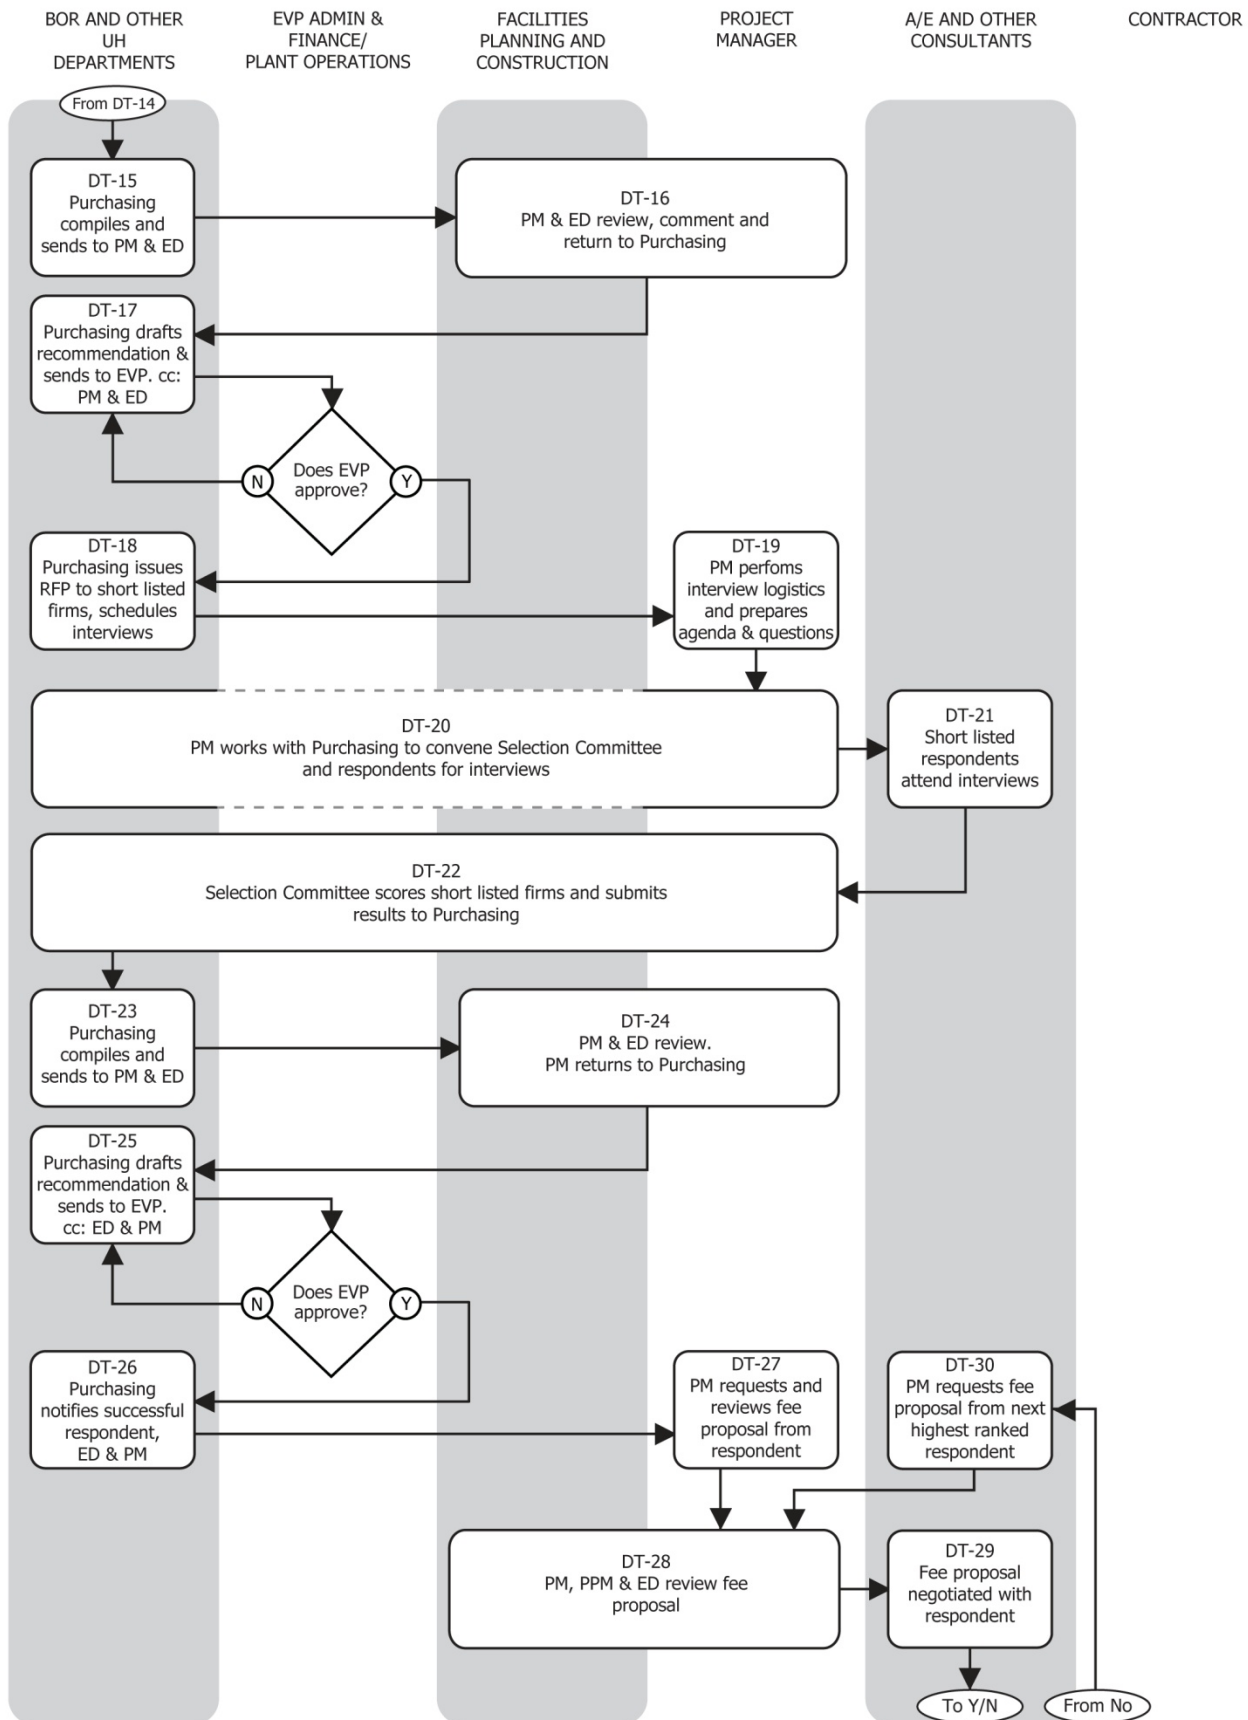 BOR AND OTHER
UH
DEPARTMENTS
EVP ADMIN &
FINANCE/
PLANT OPERATIONS
FACILITIES
PLANNING AND
CONSTRUCTION
PROJECT
MANAGER
A/E AND OTHER
CONSULTANTS
CONTRACTOR
From DT-14
DT-15
Purchasing
compiles and
sends to PM & ED
DT-16
PM & ED review, comment and
return to Purchasing
DT-17
Purchasing drafts
recommendation &
sends to EVP. cc:
PM & ED
N
Does EVP
approve?
Y
DT-18
Purchasing issues
RFP to short listed
firms, schedules
interviews
DT-19
PM perfoms
interview logistics
and prepares
agenda & questions
DT-20
PM works with Purchasing to convene Selection Committee
and respondents for interviews
DT-21
Short listed
respondents
attend interviews
DT-22
Selection Committee scores short listed firms and submits
results to Purchasing
DT-23
Purchasing
compiles and
sends to PM & ED
DT-24
PM & ED review.
PM returns to Purchasing
DT-25
Purchasing drafts
recommendation &
sends to EVP.
cc: ED & PM
N
Does EVP
approve?
Y
DT-26
Purchasing
notifies successful
respondent,
ED & PM
DT-27
PM requests and
reviews fee
proposal from
respondent
DT-30
PM requests fee
proposal from next
highest ranked
respondent
DT-28
PM, PPM & ED review fee
proposal
DT-29
Fee proposal
negotiated with
respondent
To Y/N
From No